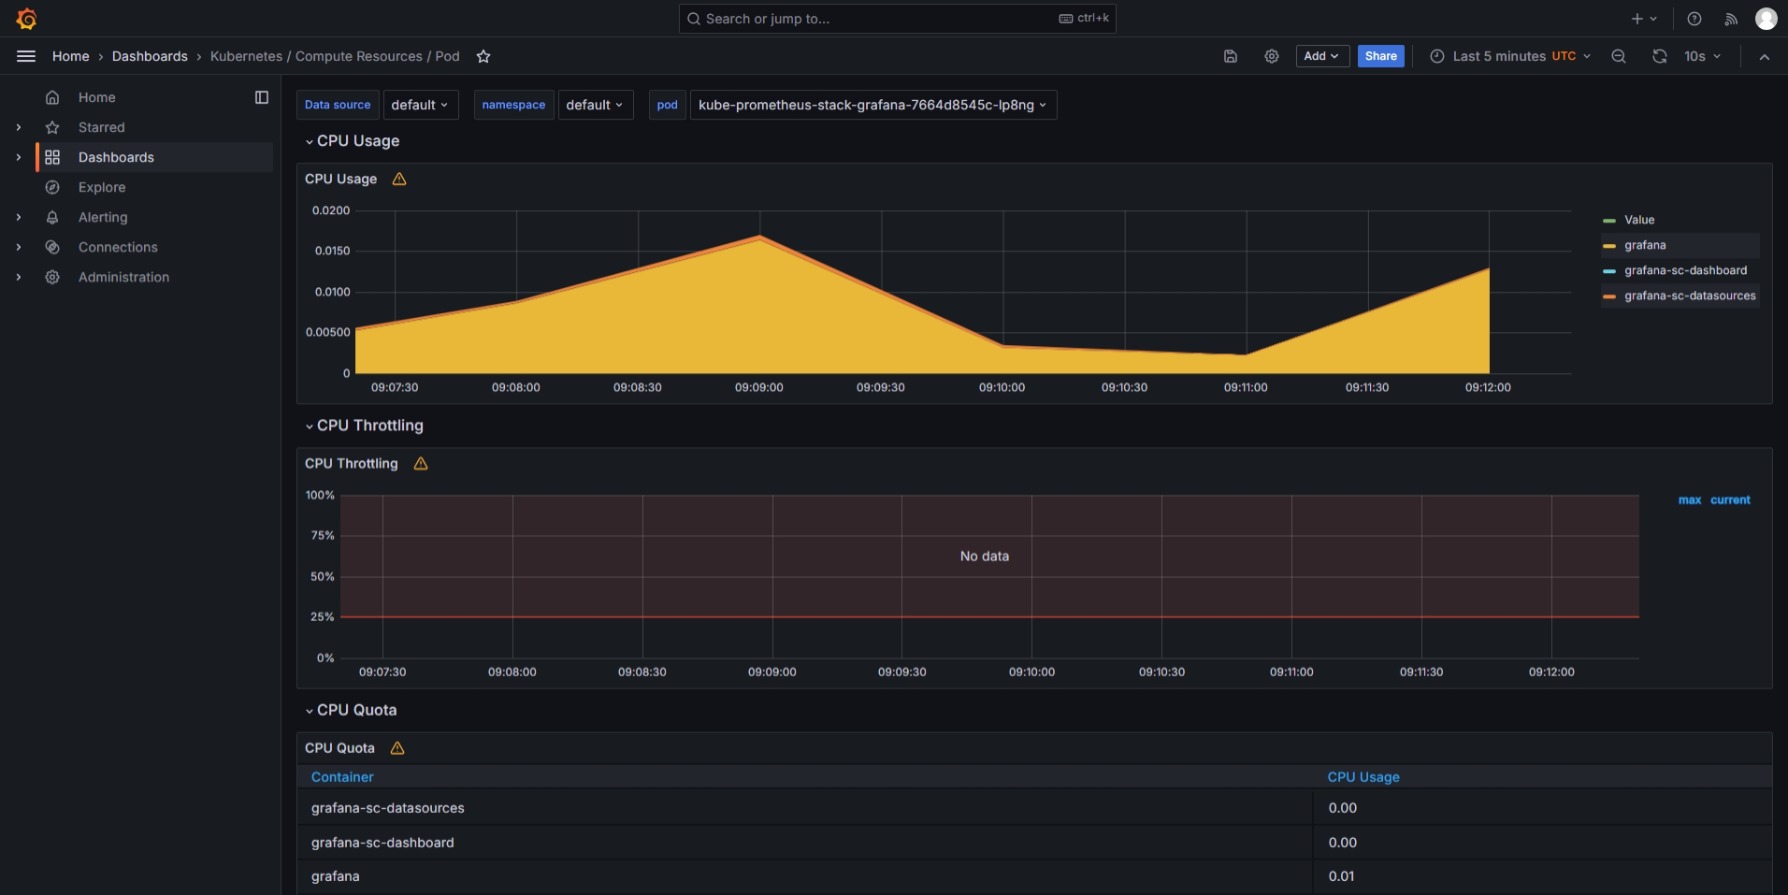 Search or jump to...
ctrl+k
Home › Dashboards › Kubernetes / Compute Resources / Pod
Add
Share
Last 5 minutes UTC
10s
Home
Starred
Dashboards
Explore
Alerting
Connections
Administration
Data source default namespace default pod kube-prometheus-stack-grafana-7664d8545c-lp8ng
CPU Usage
CPU Usage
0.0200
0.0150
0.0100
0.00500
0
09:07:30 09:08:00 09:08:30 09:09:00 09:09:30 09:10:00 09:10:30 09:11:00 09:11:30 09:12:00
Value
grafana
grafana-sc-dashboard
grafana-sc-datasources
CPU Throttling
CPU Throttling
100%
75%
50%
25%
0%
No data
max current
09:07:30 09:08:00 09:08:30 09:09:00 09:09:30 09:10:00 09:10:30 09:11:00 09:11:30 09:12:00
CPU Quota
CPU Quota
Container CPU Usage
grafana-sc-datasources 0.00
grafana-sc-dashboard 0.00
grafana 0.01